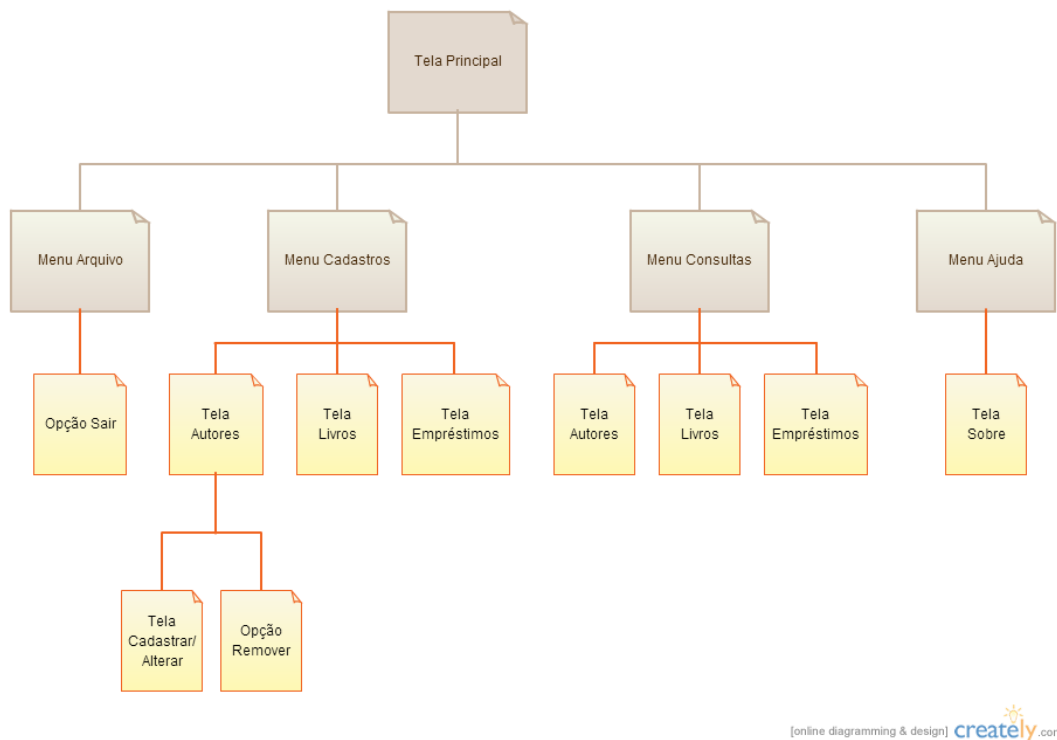 Tela Principal
Menu Arquivo
Menu Cadastros
Menu Consultas
Menu Ajuda
Opção Sair
Tela
Autores
Tela
Livros
Tela
Empréstimos
Tela
Autores
Tela
Livros
Tela
Empréstimos
Tela
Sobre
Tela
Cadastrar/
Alterar
Opção
Remover
[online diagramming & design] creately.com